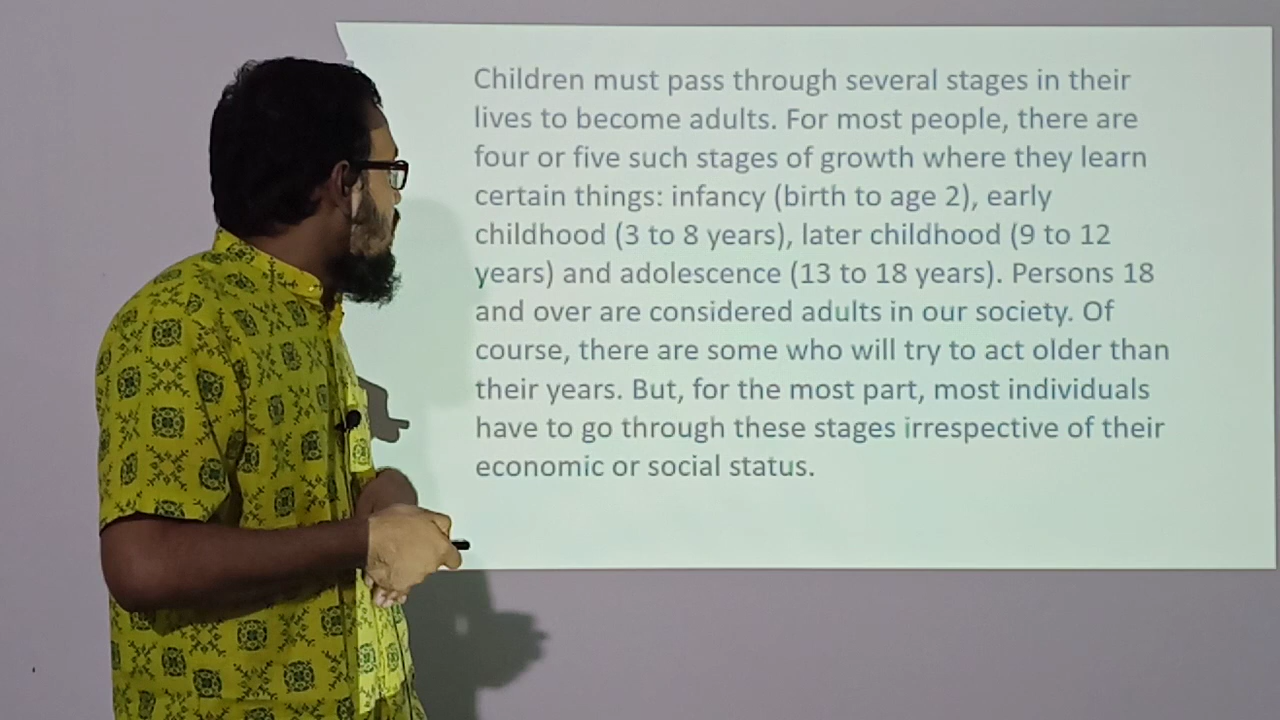 Children must pass through several stages in their
lives to become adults. For most people, there are
four or five such stages of growth where they learn
certain things: infancy (birth to age 2), early
childhood (3 to 8 years), later childhood (9 to 12
years) and adolescence (13 to 18 years). Persons 18
and over are considered adults in our society. Of
course, there are some who will try to act older than
their years. But, for the most part, most individuals
have to go through these stages irrespective of their
economic or social status.